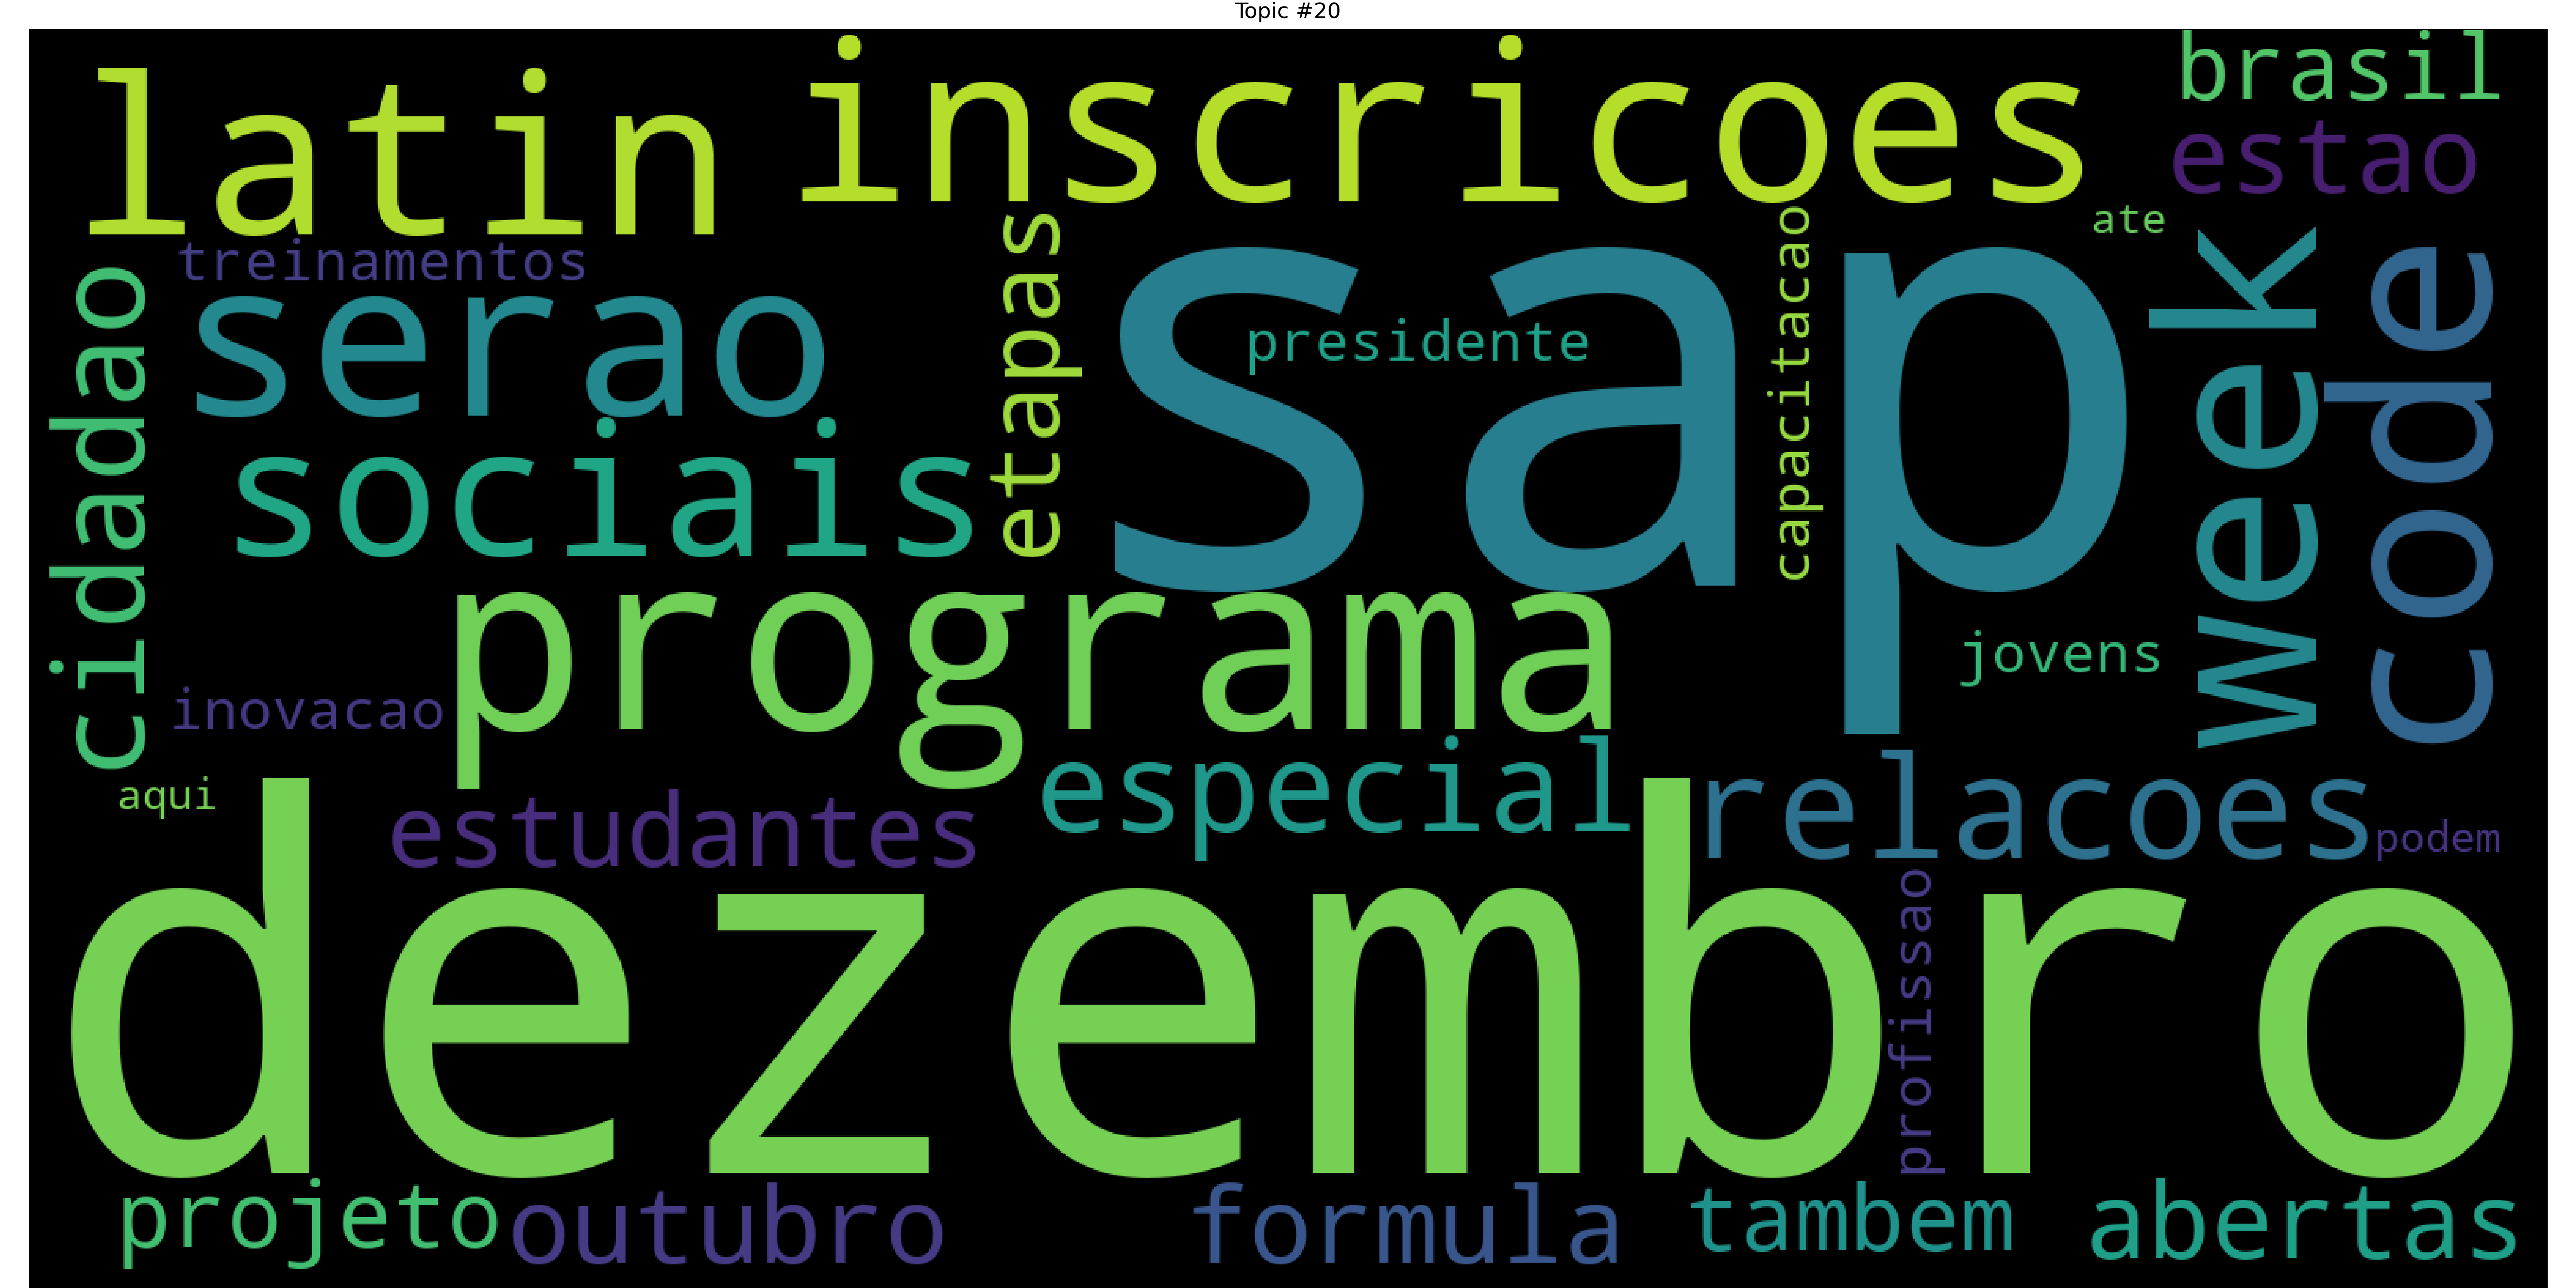 Topic #20
latin
inscricoes
brasil
estao
ate
treinamentos
serao
cidadao
etapas
sap
presidente
capacitacao
week
code
sociais
programa
jovens
inovacao
aqui
estudantes
especial
relacoes
podem
dezembro
profissao
projeto
outubro
formula
tambem
abertas